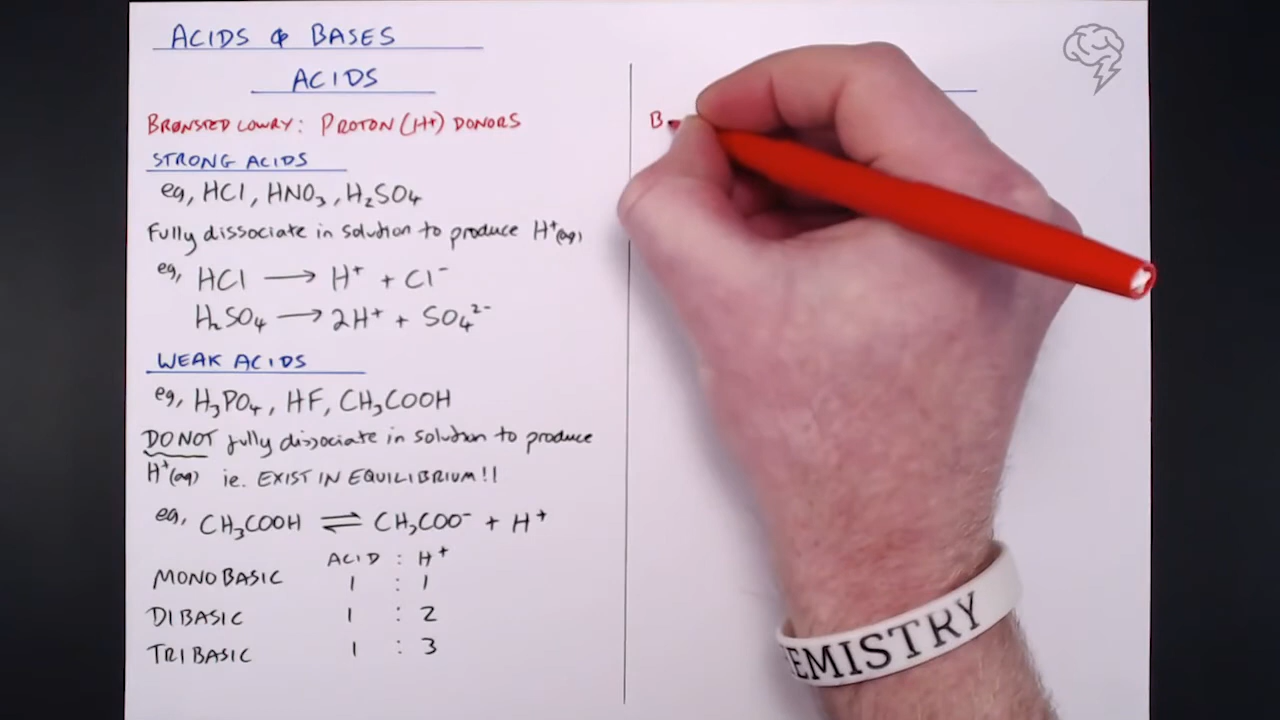 ACIDS & BASES
ACIDS
BRØNSTED LOWRY: PROTON (H+) DONORS
STRONG ACIDS
eg, HCl, HNO₃, H₂SO₄
Fully dissociate in solution to produce H⁺(aq)
eg, HCl ⟶ H⁺ + Cl⁻
H₂SO₄ ⟶ 2H⁺ + SO₄²⁻
WEAK ACIDS
eg, H₃PO₄, HF, CH₃COOH
DO NOT fully dissociate in solution to produce
H⁺(aq) ie. EXIST IN EQUILIBRIUM!!
eg, CH₃COOH ⇌ CH₃COO⁻ + H⁺
ACID : H⁺
MONOBASIC 1 : 1
DIBASIC 1 : 2
TRIBASIC 1 : 3
B
EMISTRY